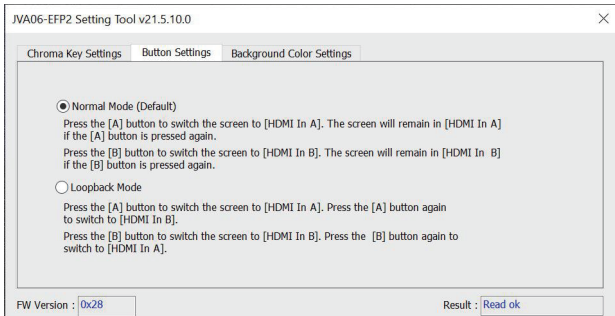 JVA06-EFP2 Setting Tool v21.5.10.0
Chroma Key Settings Button Settings Background Color Settings
Normal Mode (Default)
Press the [A] button to switch the screen to [HDMI In A]. The screen will remain in [HDMI In A]
if the [A] button is pressed again.
Press the [B] button to switch the screen to [HDMI In B]. The screen will remain in [HDMI In B]
if the [B] button is pressed again.
Loopback Mode
Press the [A] button to switch the screen to [HDMI In A]. Press the [A] button again
to switch to [HDMI In B].
Press the [B] button to switch the screen to [HDMI In B]. Press the [B] button again to
switch to [HDMI In A].
FW Version : 0x28 Result : Read ok